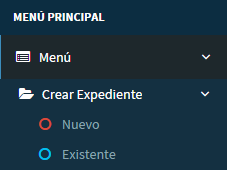 MENÚ PRINCIPAL
Menú
Crear Expediente
Nuevo
Existente